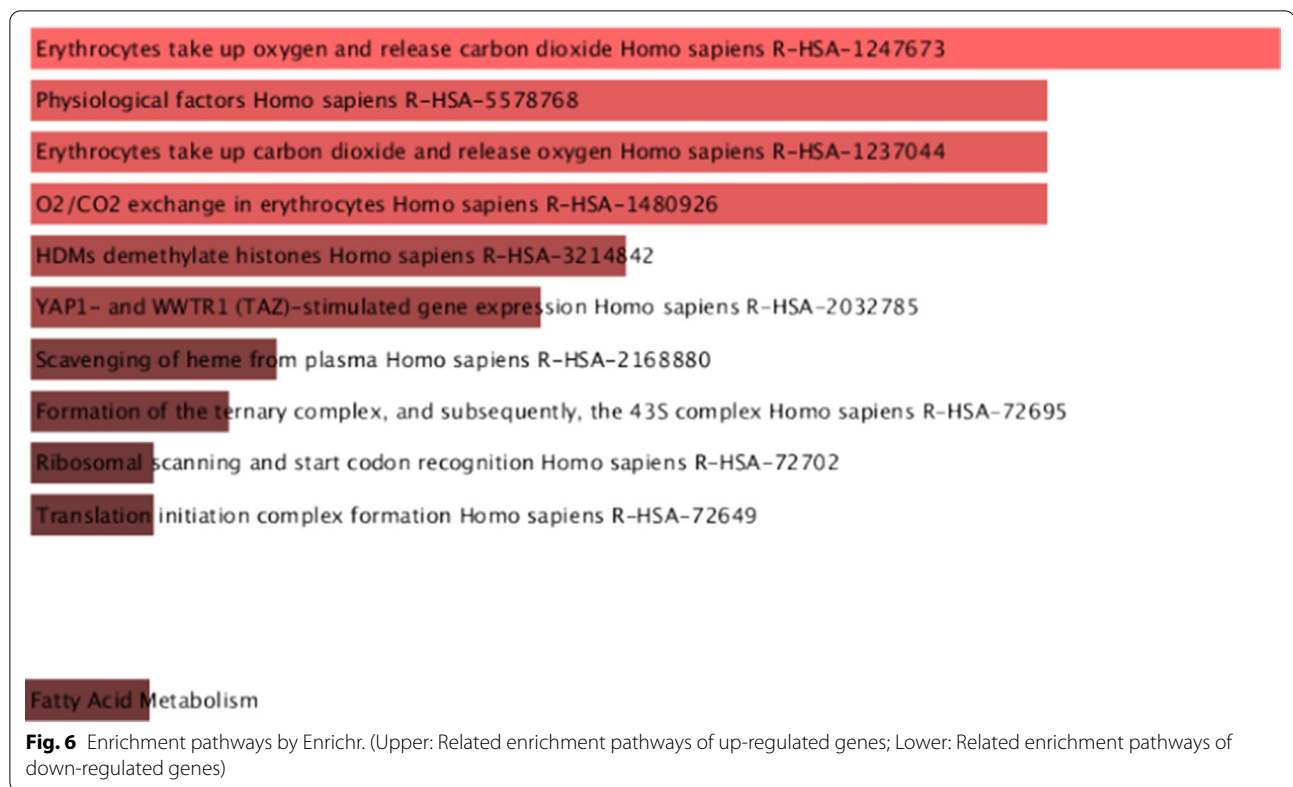 Erythrocytes take up oxygen and release carbon dioxide Homo sapiens R-HSA-1247673
Physiological factors Homo sapiens R-HSA-5578768
Erythrocytes take up carbon dioxide and release oxygen Homo sapiens R-HSA-1237044
O2/CO2 exchange in erythrocytes Homo sapiens R-HSA-1480926
HDMs demethylate histones Homo sapiens R-HSA-3214842
YAP1- and WWTR1 (TAZ)-stimulated gene expression Homo sapiens R-HSA-2032785
Scavenging of heme from plasma Homo sapiens R-HSA-2168880
Formation of the ternary complex, and subsequently, the 43S complex Homo sapiens R-HSA-72695
Ribosomal scanning and start codon recognition Homo sapiens R-HSA-72702
Translation initiation complex formation Homo sapiens R-HSA-72649
Fatty Acid Metabolism
Fig. 6 Enrichment pathways by Enrichr. (Upper: Related enrichment pathways of up-regulated genes; Lower: Related enrichment pathways of
down-regulated genes)